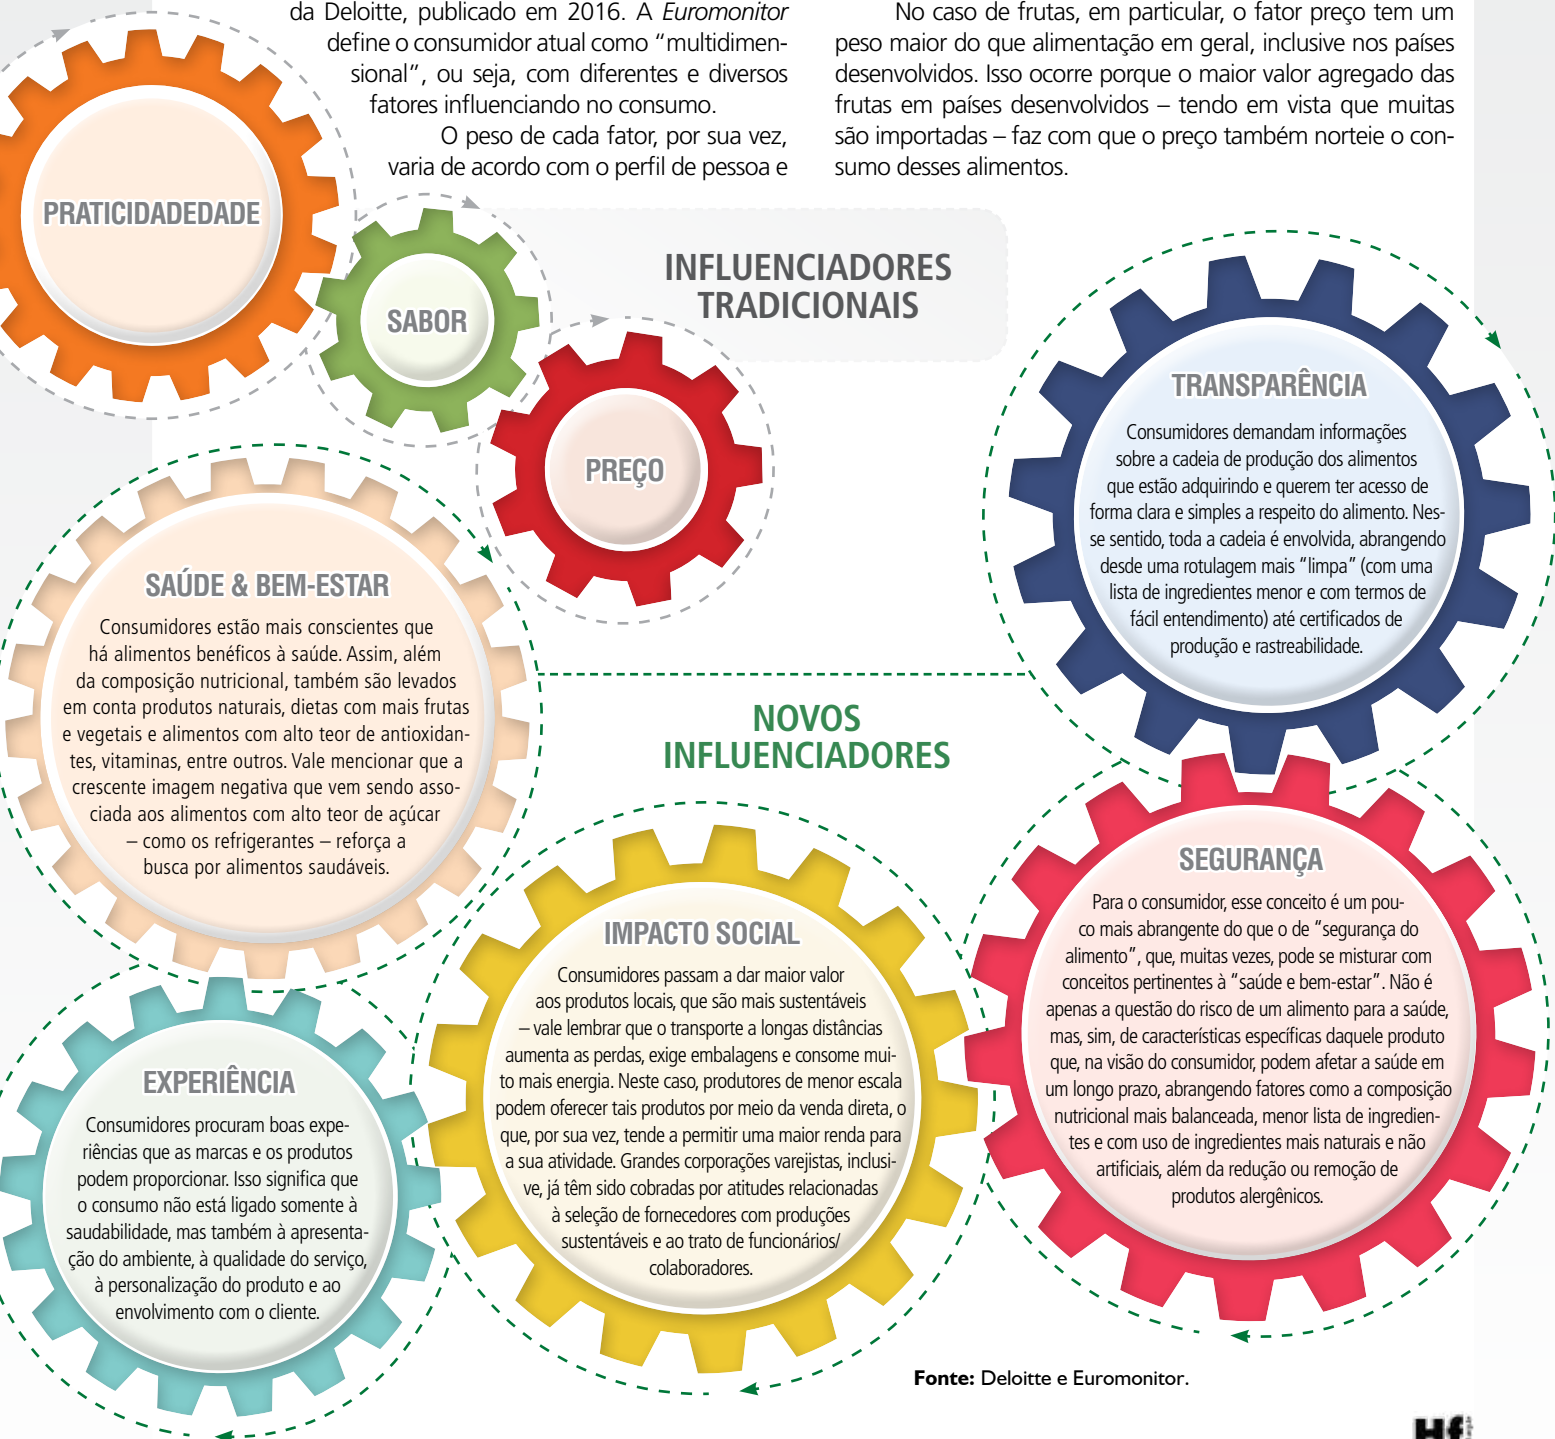 da Deloitte, publicado em 2016. A Euromonitor
define o consumidor atual como “multidimen-
sional”, ou seja, com diferentes e diversos
fatores influenciando no consumo.
O peso de cada fator, por sua vez,
varia de acordo com o perfil de pessoa e
No caso de frutas, em particular, o fator preço tem um
peso maior do que alimentação em geral, inclusive nos países
desenvolvidos. Isso ocorre porque o maior valor agregado das
frutas em países desenvolvidos – tendo em vista que muitas
são importadas – faz com que o preço também norteie o con-
sumo desses alimentos.
PRATICIDADEDADE
SABOR
PREÇO
INFLUENCIADORES
TRADICIONAIS
TRANSPARÊNCIA
Consumidores demandam informações
sobre a cadeia de produção dos alimentos
que estão adquirindo e querem ter acesso de
forma clara e simples a respeito do alimento. Nes-
se sentido, toda a cadeia é envolvida, abrangendo
desde uma rotulagem mais “limpa” (com uma
lista de ingredientes menor e com termos de
fácil entendimento) até certificados de
produção e rastreabilidade.
SAÚDE & BEM-ESTAR
Consumidores estão mais conscientes que
há alimentos benéficos à saúde. Assim, além
da composição nutricional, também são levados
em conta produtos naturais, dietas com mais frutas
e vegetais e alimentos com alto teor de antioxidan-
tes, vitaminas, entre outros. Vale mencionar que a
crescente imagem negativa que vem sendo asso-
ciada aos alimentos com alto teor de açúcar
– como os refrigerantes – reforça a
busca por alimentos saudáveis.
NOVOS
INFLUENCIADORES
SEGURANÇA
Para o consumidor, esse conceito é um pou-
co mais abrangente do que o de “segurança do
alimento”, que, muitas vezes, pode se misturar com
conceitos pertinentes à “saúde e bem-estar”. Não é
apenas a questão do risco de um alimento para a saúde,
mas, sim, de características específicas daquele produto
que, na visão do consumidor, podem afetar a saúde em
um longo prazo, abrangendo fatores como a composição
nutricional mais balanceada, menor lista de ingredien-
tes e com uso de ingredientes mais naturais e não
artificiais, além da redução ou remoção de
produtos alergênicos.
IMPACTO SOCIAL
Consumidores passam a dar maior valor
aos produtos locais, que são mais sustentáveis
– vale lembrar que o transporte a longas distâncias
aumenta as perdas, exige embalagens e consome mui-
to mais energia. Neste caso, produtores de menor escala
podem oferecer tais produtos por meio da venda direta, o
que, por sua vez, tende a permitir uma maior renda para
a sua atividade. Grandes corporações varejistas, inclusi-
ve, já têm sido cobradas por atitudes relacionadas
à seleção de fornecedores com produções
sustentáveis e ao trato de funcionários/
colaboradores.
EXPERIÊNCIA
Consumidores procuram boas expe-
riências que as marcas e os produtos
podem proporcionar. Isso significa que
o consumo não está ligado somente à
saudabilidade, mas também à apresenta-
ção do ambiente, à qualidade do serviço,
à personalização do produto e ao
envolvimento com o cliente.
Fonte: Deloitte e Euromonitor.
Hf